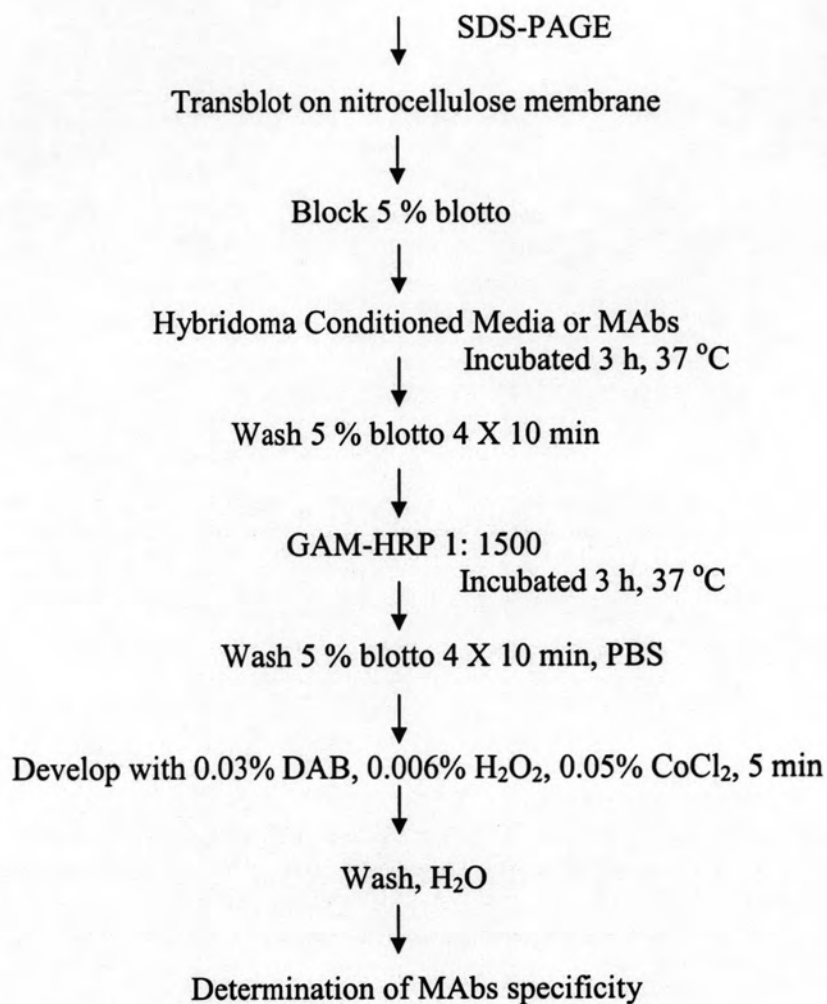 SDS-PAGE
Transblot on nitrocellulose membrane
Block 5 % blotto
Hybridoma Conditioned Media or MAbs
Incubated 3 h, 37 °C
Wash 5 % blotto 4 X 10 min
GAM-HRP 1: 1500
Incubated 3 h, 37 °C
Wash 5 % blotto 4 X 10 min, PBS
Develop with 0.03% DAB, 0.006% H₂O₂, 0.05% CoCl₂, 5 min
Wash, H₂O
Determination of MAbs specificity